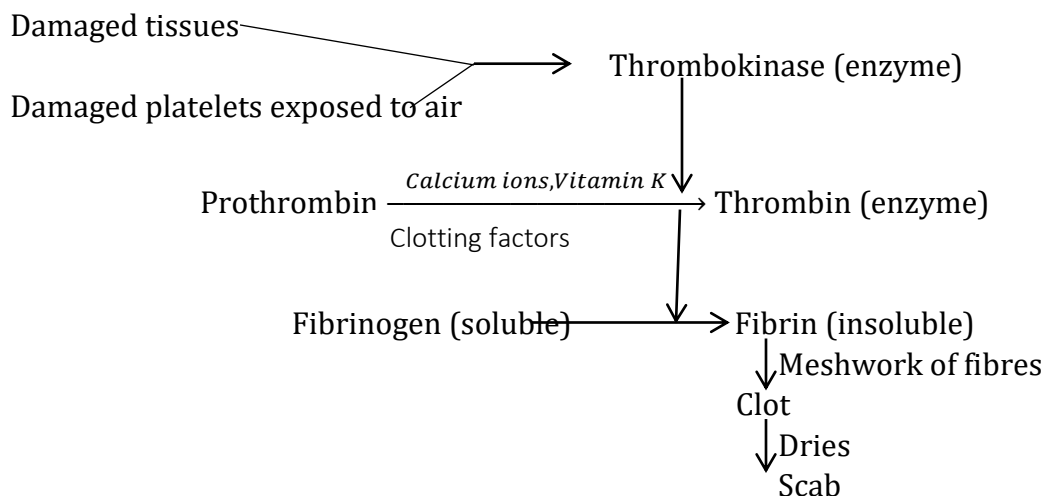 Damaged tissues
Thrombokinase (enzyme)
Damaged platelets exposed to air
Calcium ions,Vitamin K
Prothrombin
Thrombin (enzyme)
Clotting factors
Fibrinogen (soluble)
Fibrin (insoluble)
Meshwork of fibres
Clot
Dries
Scab